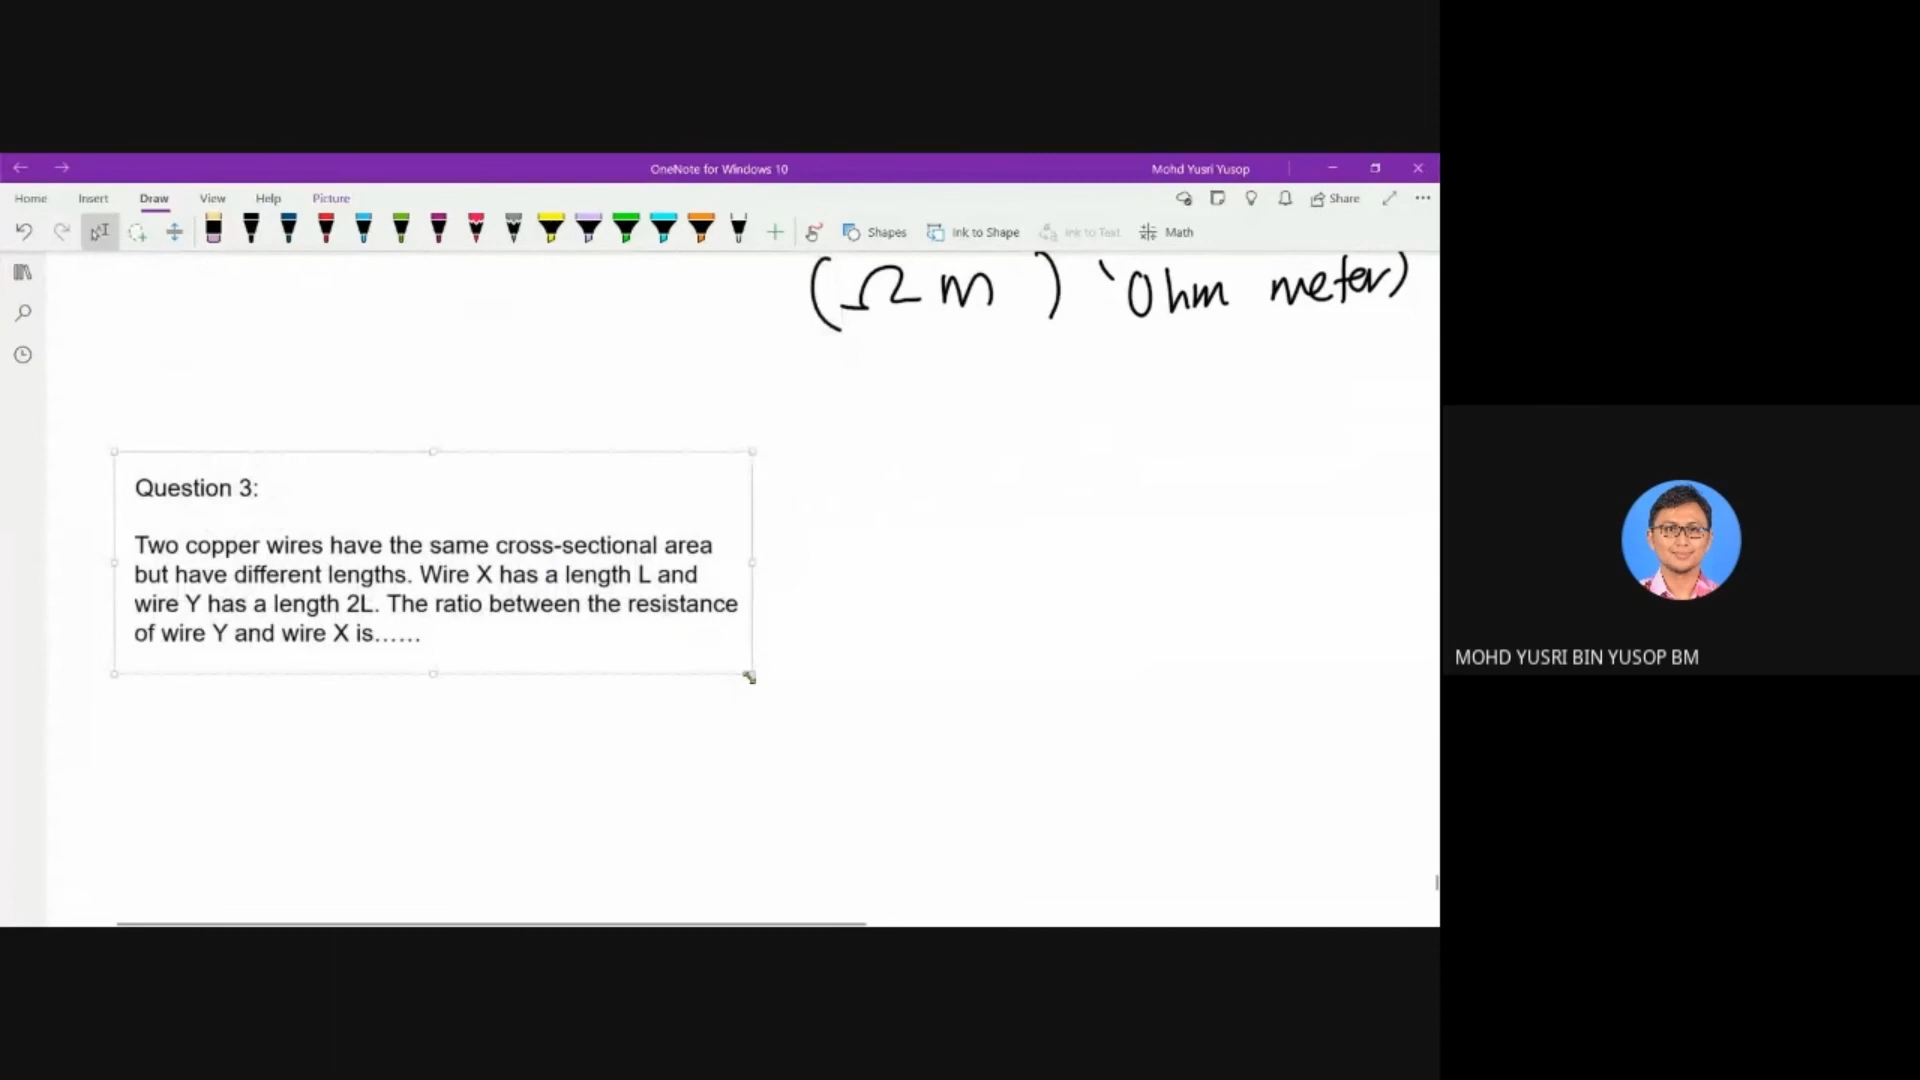 OneNote for Windows 10
Mohd Yusri Yusop
Home Insert Draw View Help Picture
Share
Shapes Ink to Shape Ink to Text Math
(Ω m ) 'Ohm meter)
Question 3:
Two copper wires have the same cross-sectional area
but have different lengths. Wire X has a length L and
wire Y has a length 2L. The ratio between the resistance
of wire Y and wire X is......
MOHD YUSRI BIN YUSOP BM